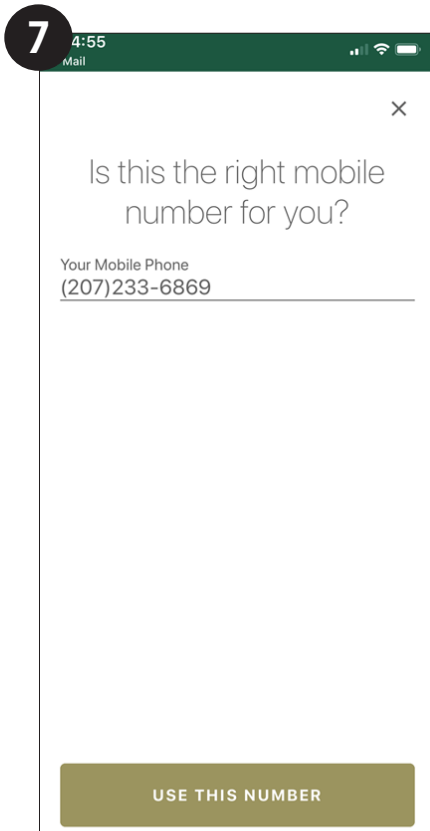 7
4:55
Mail
Is this the right mobile
number for you?
Your Mobile Phone
(207)233-6869
USE THIS NUMBER